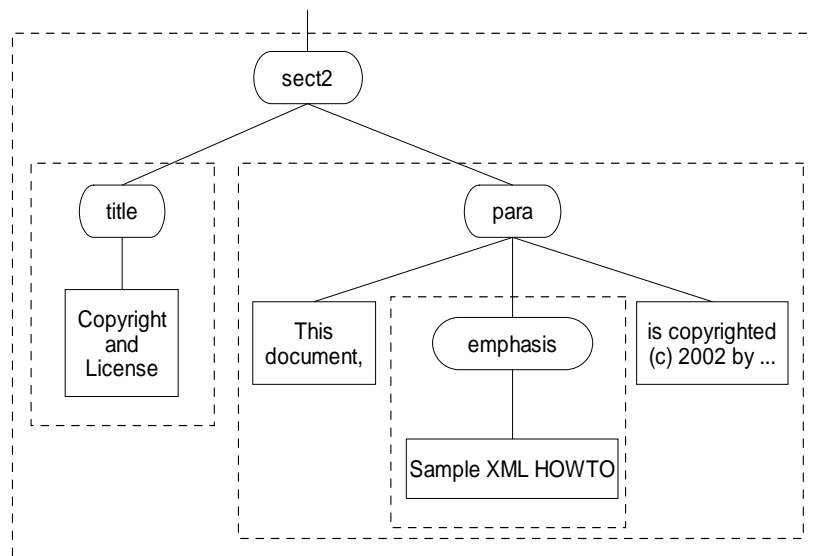 sect2
title
para
Copyright
and
License
This
document,
emphasis
is copyrighted
(c) 2002 by ...
Sample XML HOWTO